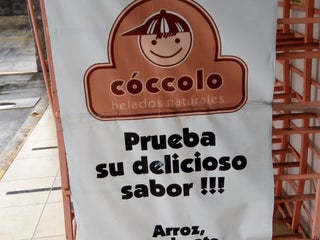 cóccolo
helados naturales
Prueba
su delicioso
sabor !!!
Arroz,